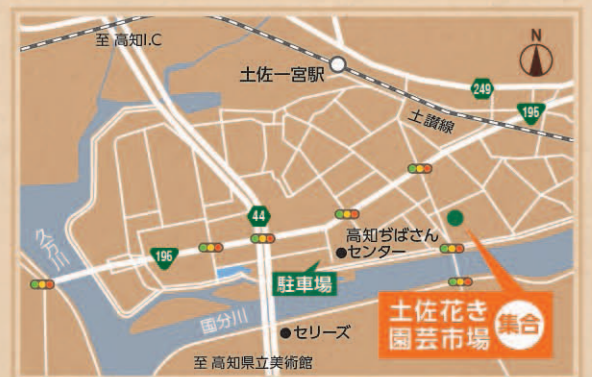 至 高知I.C
N
土佐一宮駅
249
195
土讃線
久万川
44
195
高知ぢばさん
センター
駐車場
国分川
セリーズ
至 高知県立美術館
土佐花き
園芸市場
集合